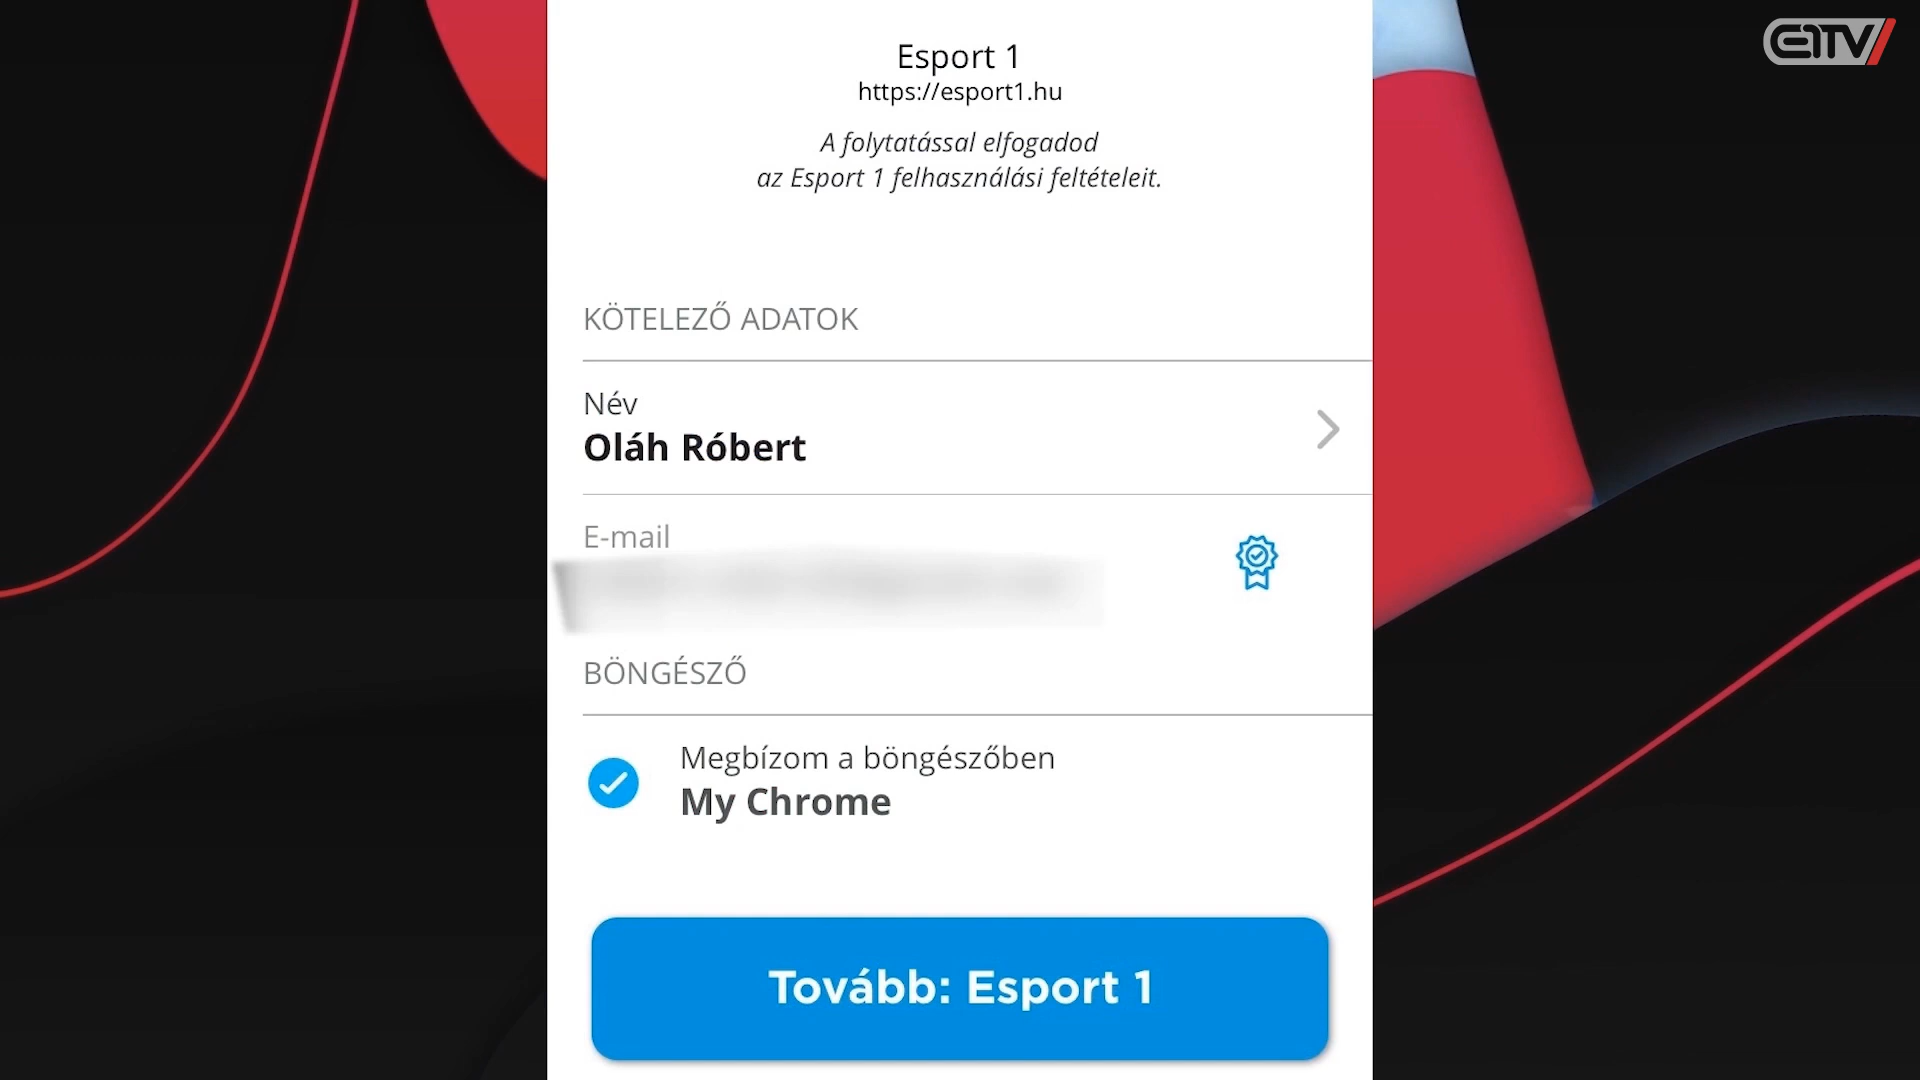 Esport 1
https://esport1.hu
A folytatással elfogadod
az Esport 1 felhasználási feltételeit.
KÖTELEZŐ ADATOK
Név
Oláh Róbert
E-mail
BÖNGÉSZŐ
Megbízom a böngészőben
My Chrome
Tovább: Esport 1